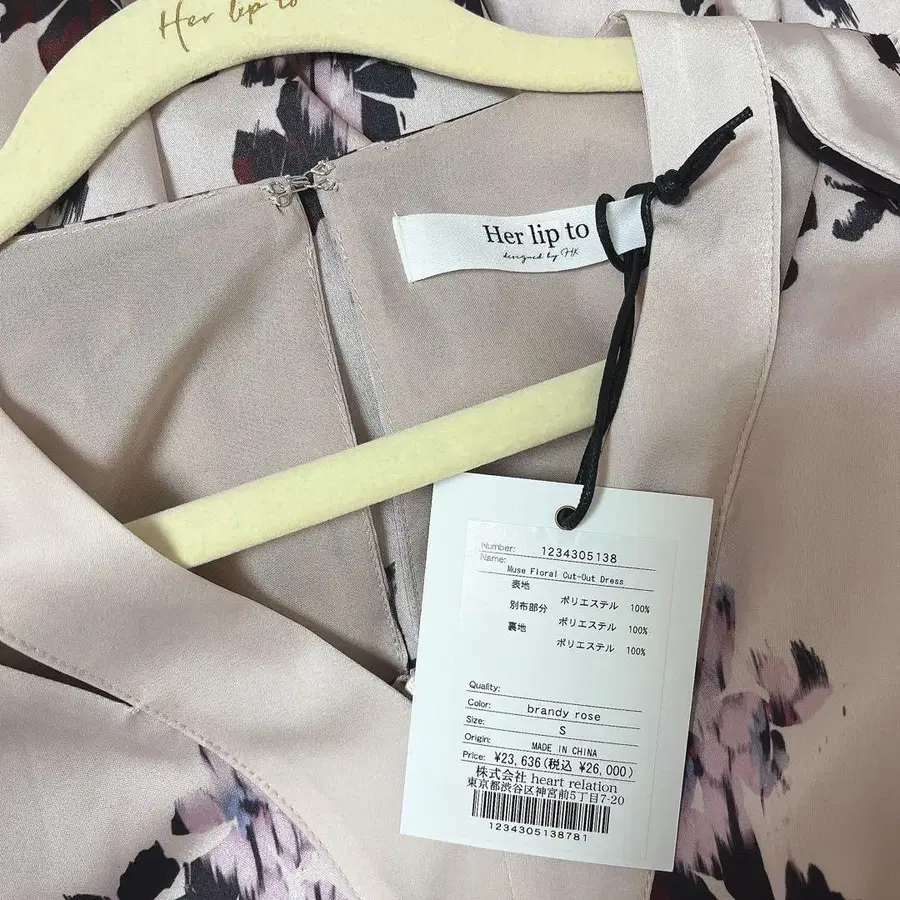 Her lip to
Her lip to
designed by HK
Number: 1234305138
Name:
Muse Floral Cut-Out Dress
表地
ポリエステル 100%
別布部分
ポリエステル 100%
裏地
ポリエステル 100%
Quality:
Color: brandy rose
Size: S
Origin: MADE IN CHINA
Price: ¥23,636(税込 ¥26,000)
株式会社 heart relation
東京都渋谷区神宮前5丁目7-20
1234305138781